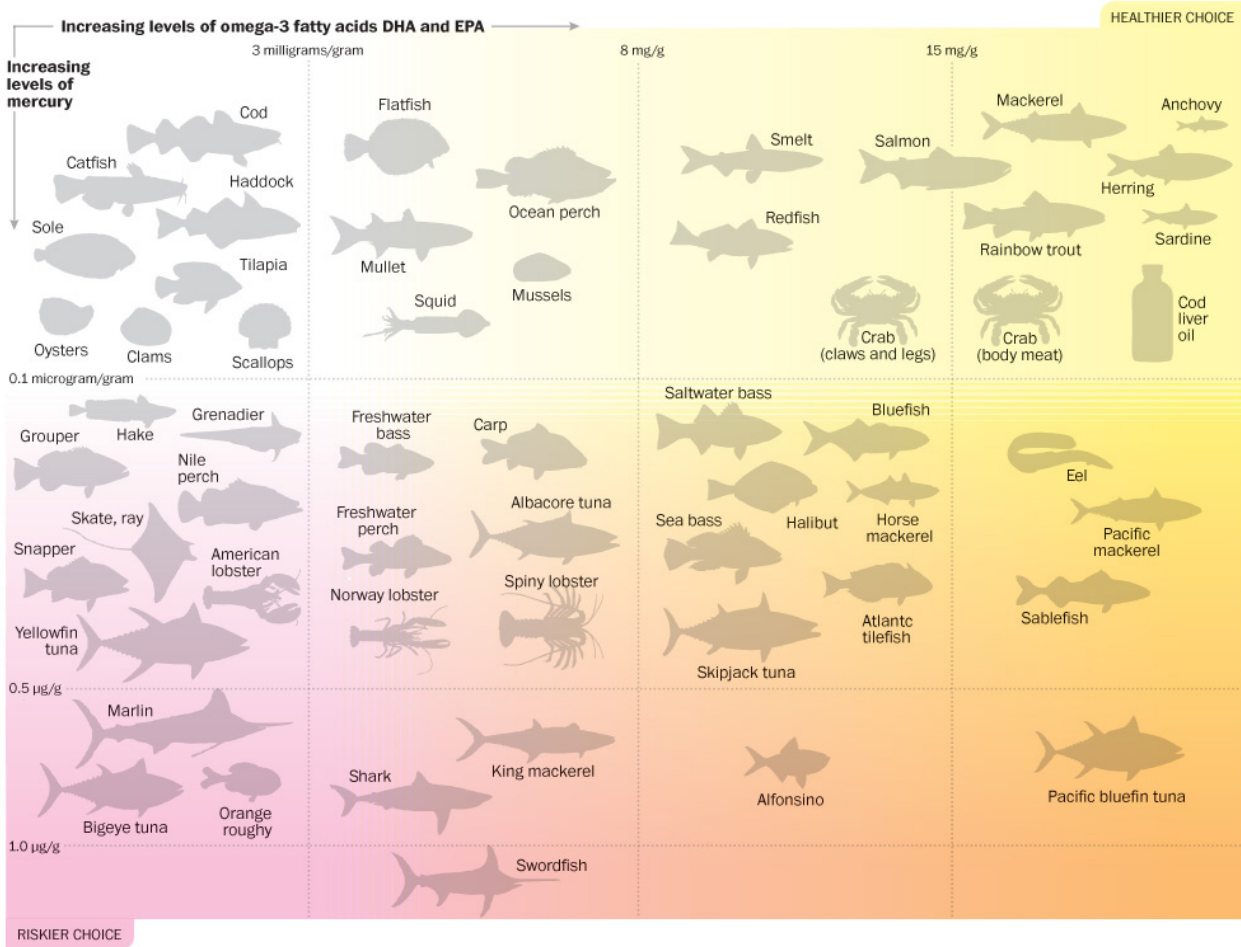 Increasing levels of omega-3 fatty acids DHA and EPA
HEALTHIER CHOICE
3 milligrams/gram
8 mg/g
15 mg/g
Increasing
levels of
mercury
Cod
Catfish
Haddock
Sole
Tilapia
Oysters
Clams
Scallops
Flatfish
Ocean perch
Mullet
Mussels
Squid
Smelt
Salmon
Redfish
Crab
(claws and legs)
Mackerel
Anchovy
Herring
Rainbow trout
Sardine
Crab
(body meat)
Cod
liver
oil
0.1 microgram/gram
Hake
Grenadier
Grouper
Nile
perch
Skate, ray
Snapper
American
lobster
Yellowfin
tuna
Freshwater
bass
Carp
Albacore tuna
Freshwater
perch
Norway lobster
Spiny lobster
Saltwater bass
Bluefish
Halibut
Horse
mackerel
Sea bass
Atlantc
tilefish
Skipjack tuna
Eel
Pacific
mackerel
Sablefish
0.5 µg/g
Marlin
Bigeye tuna
Orange
roughy
King mackerel
Shark
Alfonsino
Pacific bluefin tuna
1.0 µg/g
Swordfish
RISKIER CHOICE